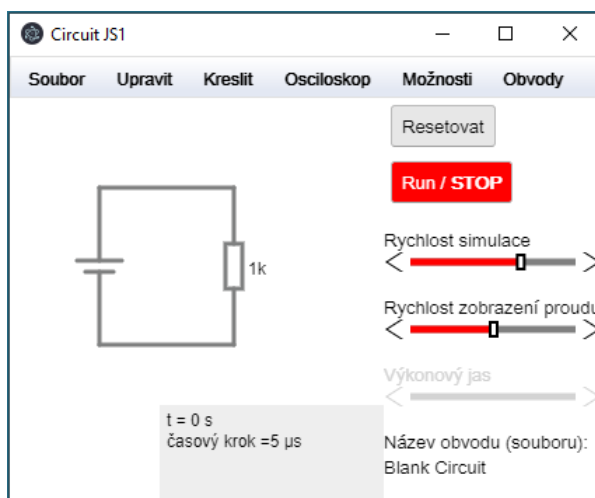 Circuit JS1
Soubor Upravit Kreslit Osciloskop Možnosti Obvody
Resetovat
Run / STOP
Rychlost simulace
1k
Rychlost zobrazení proudu
Výkonový jas
t = 0 s
časový krok =5 µs
Název obvodu (souboru):
Blank Circuit